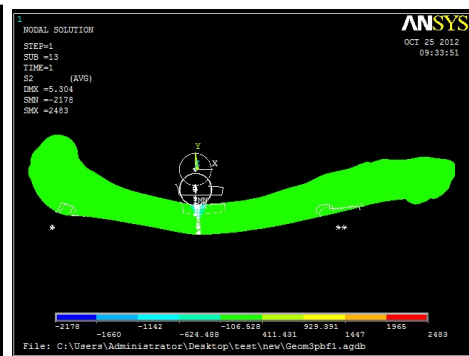 1
NODAL SOLUTION
STEP=1
SUB =13
TIME=1
S2 (AVG)
DMX =5.304
SMN =-2178
SMX =2483
ANSYS
OCT 25 2012
09:33:51
Y
X
MN
* **
-2178 -1142 -106.528 929.391 1965
-1660 -624.488 411.431 1447 2483
File: C:\Users\Administrator\Desktop\test\new\Geom3pbf1.agdb